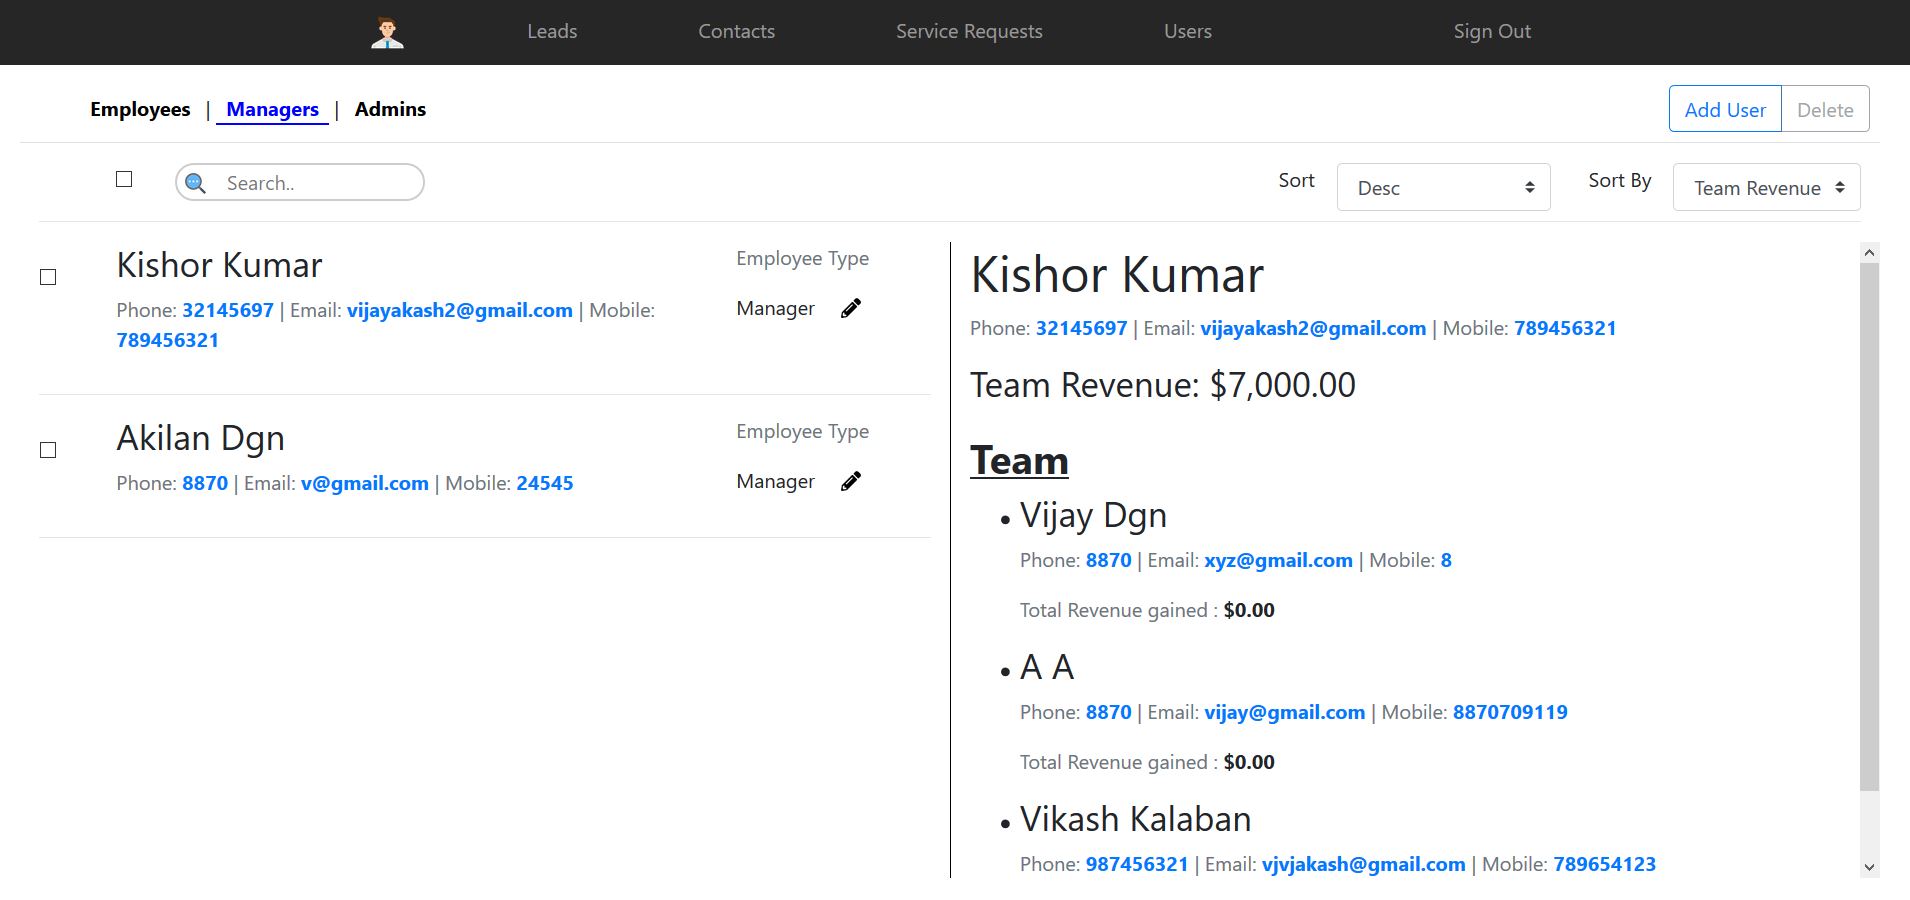 Leads Contacts Service Requests Users Sign Out
Employees | Managers | Admins
Add User Delete
Search.. Sort Desc Sort By Team Revenue
Kishor Kumar
Employee Type
Phone: 32145697 | Email: vijayakash2@gmail.com | Mobile:
789456321
Manager
Akilan Dgn
Employee Type
Phone: 8870 | Email: v@gmail.com | Mobile: 24545
Manager
Kishor Kumar
Phone: 32145697 | Email: vijayakash2@gmail.com | Mobile: 789456321
Team Revenue: $7,000.00
Team
• Vijay Dgn
Phone: 8870 | Email: xyz@gmail.com | Mobile: 8
Total Revenue gained : $0.00
• A A
Phone: 8870 | Email: vijay@gmail.com | Mobile: 8870709119
Total Revenue gained : $0.00
• Vikash Kalaban
Phone: 987456321 | Email: vjvjakash@gmail.com | Mobile: 789654123